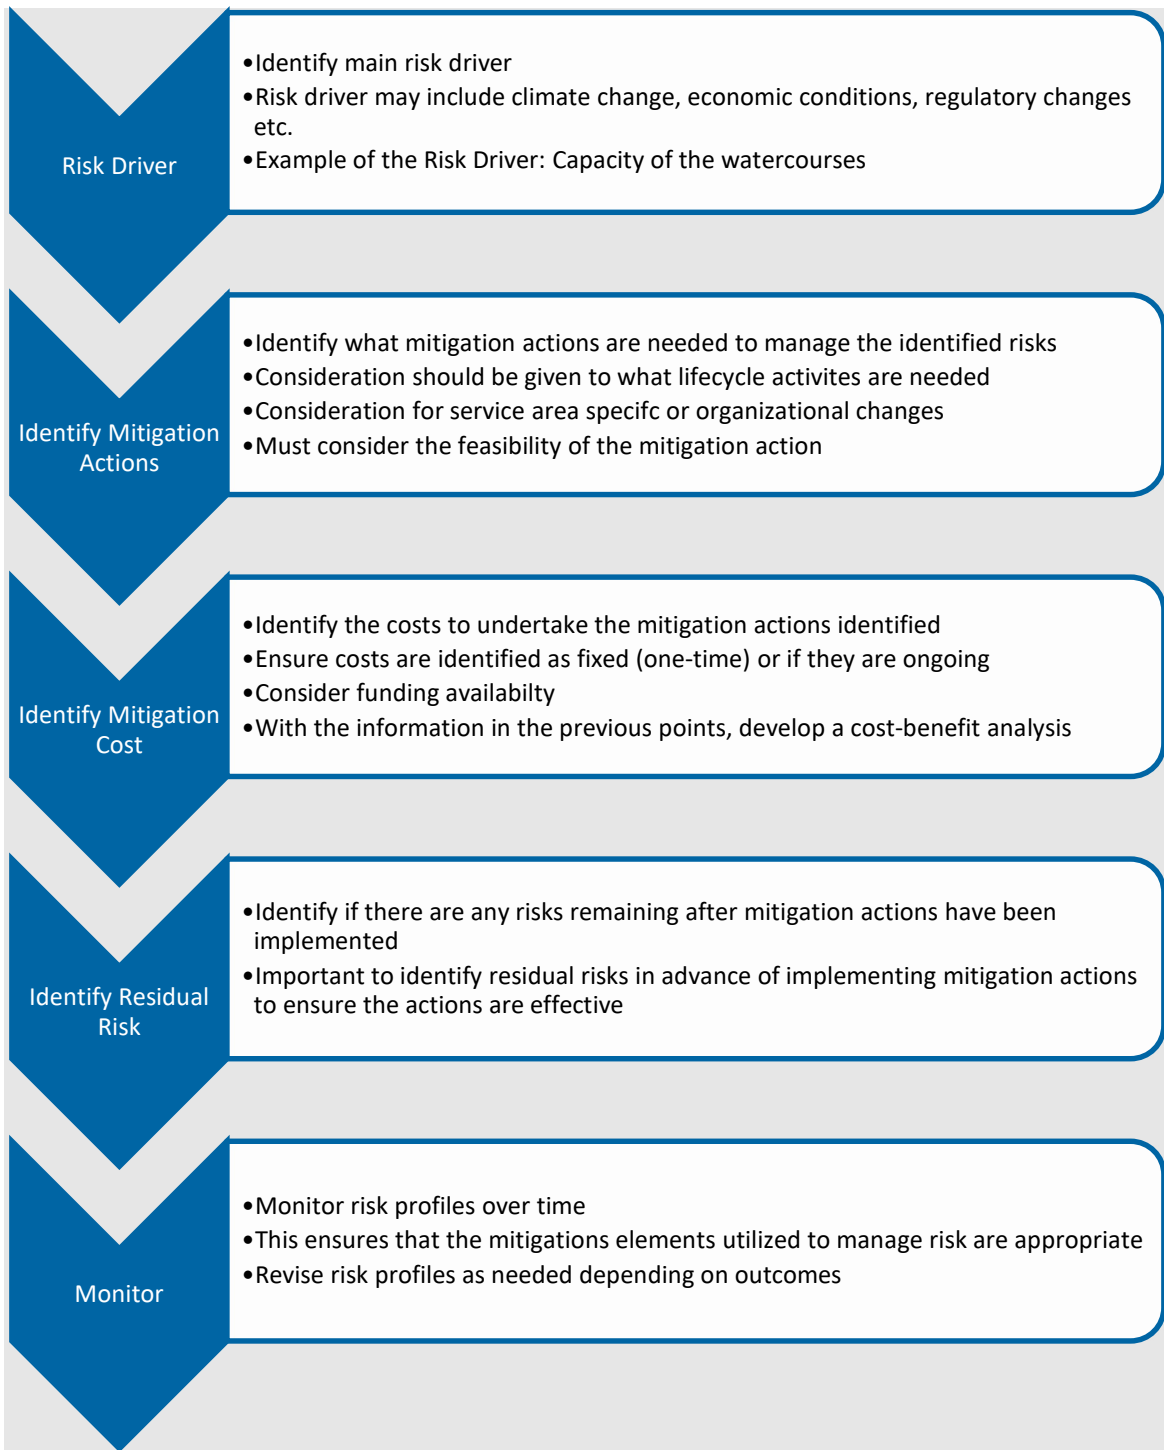 Risk Driver
•Identify main risk driver
•Risk driver may include climate change, economic conditions, regulatory changes
etc.
•Example of the Risk Driver: Capacity of the watercourses
Identify Mitigation
Actions
•Identify what mitigation actions are needed to manage the identified risks
•Consideration should be given to what lifecycle activites are needed
•Consideration for service area specifc or organizational changes
•Must consider the feasibility of the mitigation action
Identify Mitigation
Cost
•Identify the costs to undertake the mitigation actions identified
•Ensure costs are identified as fixed (one-time) or if they are ongoing
•Consider funding availabilty
•With the information in the previous points, develop a cost-benefit analysis
Identify Residual
Risk
•Identify if there are any risks remaining after mitigation actions have been
implemented
•Important to identify residual risks in advance of implementing mitigation actions
to ensure the actions are effective
Monitor
•Monitor risk profiles over time
•This ensures that the mitigations elements utilized to manage risk are appropriate
•Revise risk profiles as needed depending on outcomes